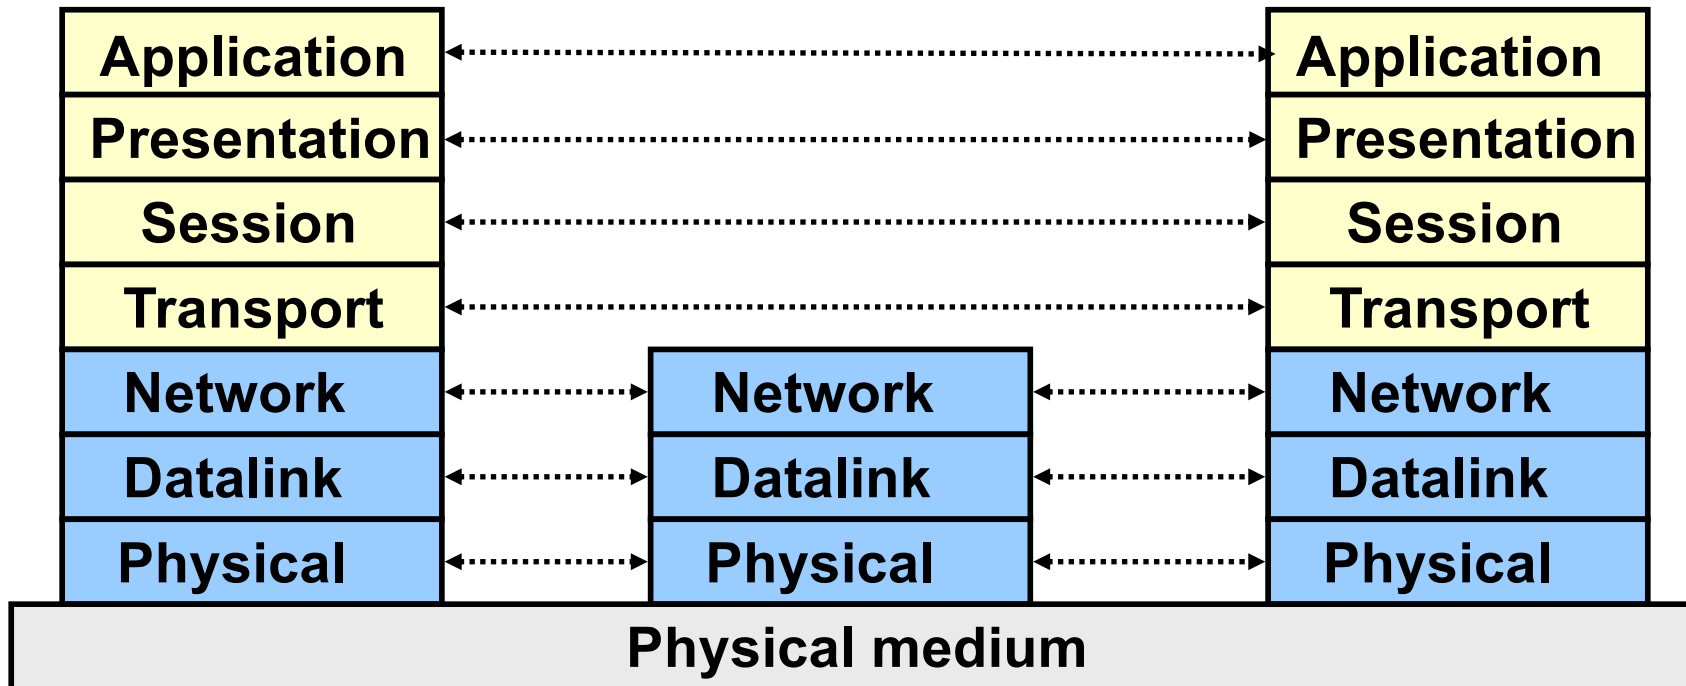 Application Application
Presentation Presentation
Session Session
Transport Transport
Network Network Network
Datalink Datalink Datalink
Physical Physical Physical
Physical medium